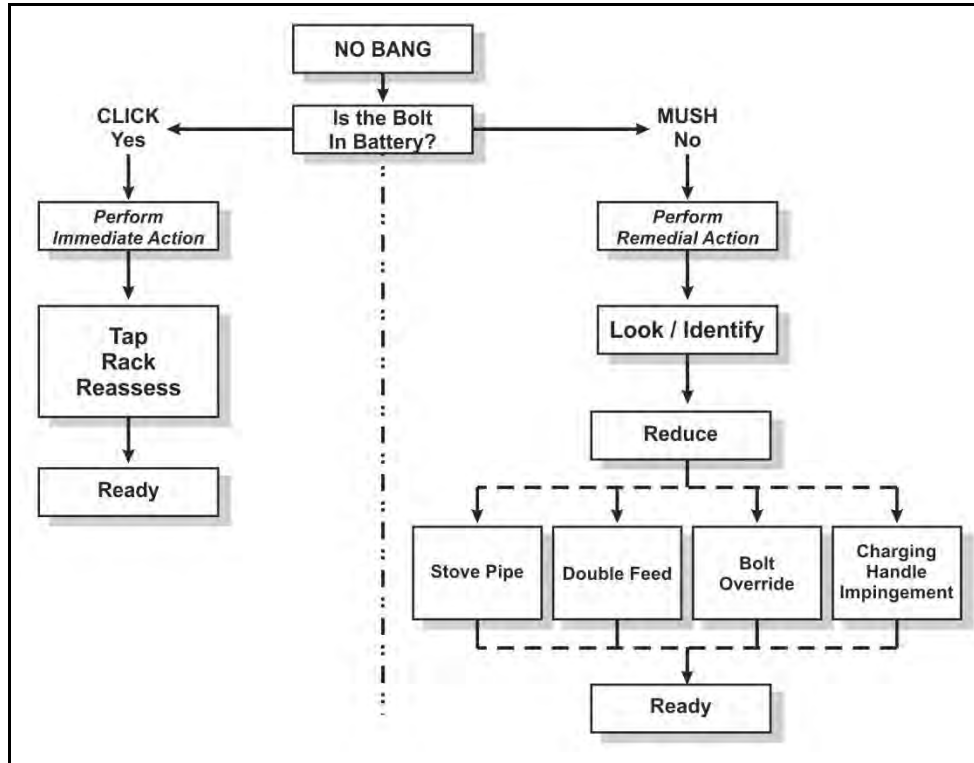 NO BANG
Is the Bolt
In Battery?
CLICK
Yes
Perform
Immediate Action
Tap
Rack
Reassess
Ready
MUSH
No
Perform
Remedial Action
Look / Identify
Reduce
Stove Pipe
Double Feed
Bolt
Override
Charging
Handle
Impingement
Ready